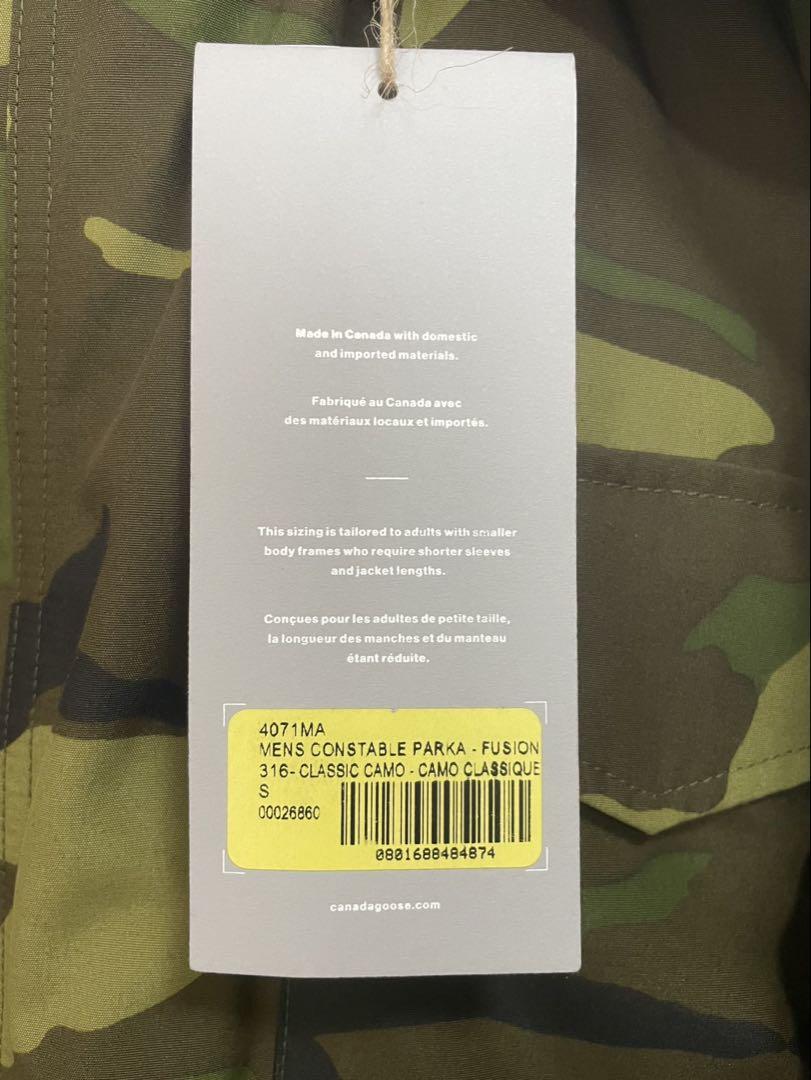 Made in Canada with domestic
and imported materials.
Fabriqué au Canada avec
des matériaux locaux et importés.
This sizing is tailored to adults with smaller
body frames who require shorter sleeves
and jacket lengths.
Conçues pour les adultes de petite taille,
la longueur des manches et du manteau
étant réduite.
4071MA
MENS CONSTABLE PARKA - FUSION
316- CLASSIC CAMO - CAMO CLASSIQUE
S
00026860
0801688484874
canadagoose.com